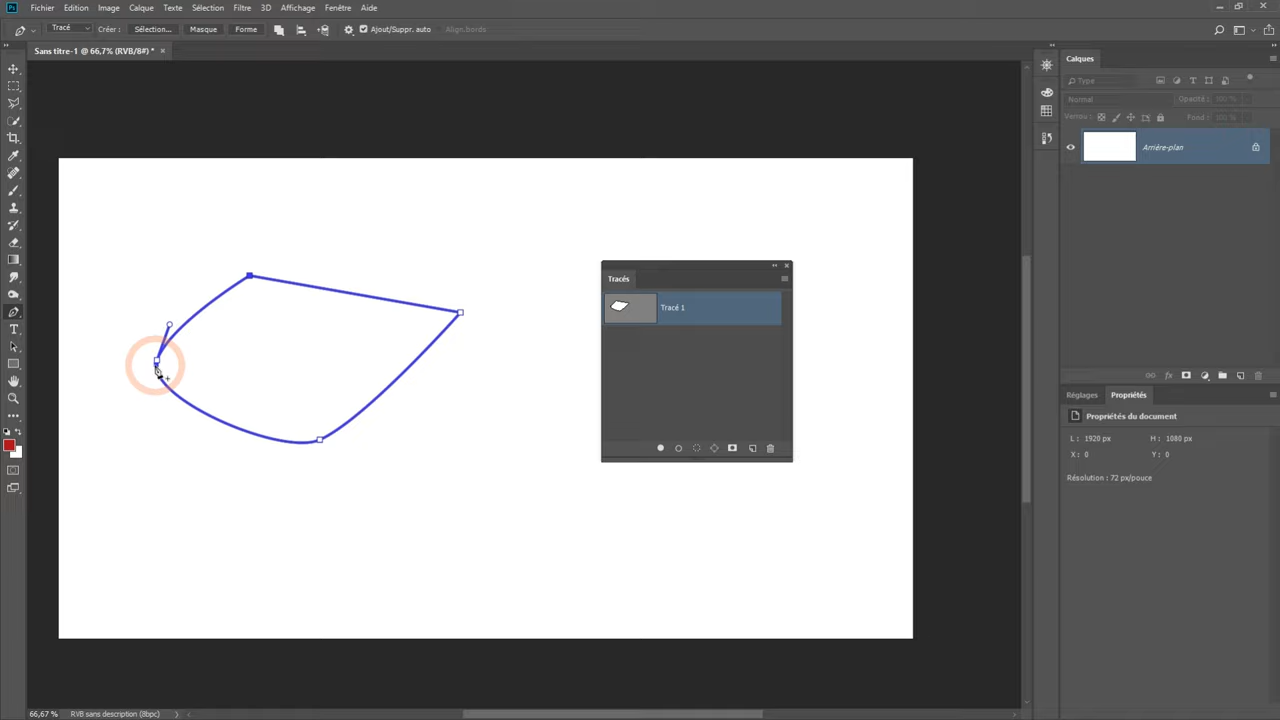 Ps Fichier Edition Image Calque Texte Sélection Filtre 3D Affichage Fenêtre Aide
Tracé Créer : Sélection... Masque Forme Ajout/Suppr. auto Align.bords
Sans titre-1 @ 66,7% (RVB/8#) * ×
Calques
Type
Normal Opacité : 100 %
Verrou : Fond : 100 %
Arrière-plan
Tracés
Tracé 1
Réglages Propriétés
Propriétés du document
L : 1920 px H : 1080 px
X : 0 Y : 0
Résolution : 72 px/pouce
66,67 % RVB sans description (8bpc)